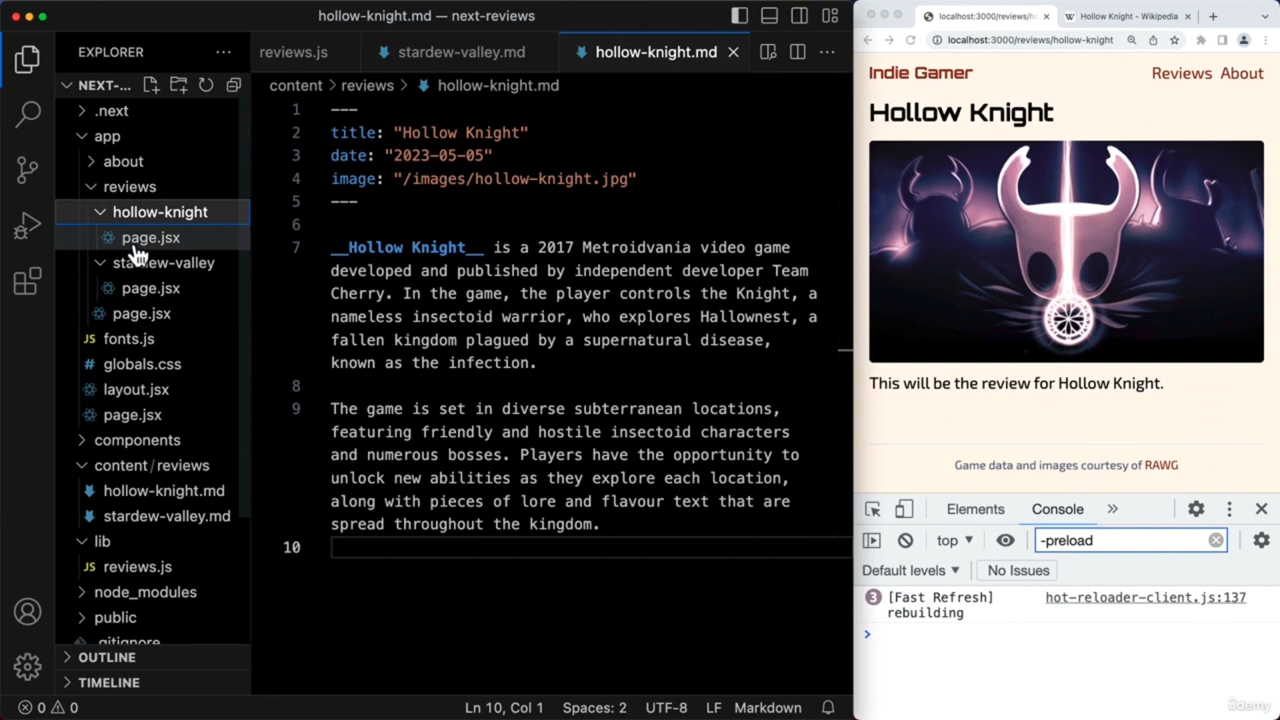 hollow-knight.md — next-reviews
EXPLORER
NEXT-...
.next
app
about
reviews
hollow-knight
page.jsx
stardew-valley
page.jsx
page.jsx
fonts.js
globals.css
layout.jsx
page.jsx
components
content/reviews
hollow-knight.md
stardew-valley.md
lib
reviews.js
node_modules
public
.gitignore
OUTLINE
TIMELINE
reviews.js
stardew-valley.md
hollow-knight.md
content > reviews > hollow-knight.md
1 ---
2 title: "Hollow Knight"
3 date: "2023-05-05"
4 image: "/images/hollow-knight.jpg"
5 ---
6
7 __Hollow Knight__ is a 2017 Metroidvania video game
developed and published by independent developer Team
Cherry. In the game, the player controls the Knight, a
nameless insectoid warrior, who explores Hallownest, a
fallen kingdom plagued by a supernatural disease,
known as the infection.
8
9 The game is set in diverse subterranean locations,
featuring friendly and hostile insectoid characters
and numerous bosses. Players have the opportunity to
unlock new abilities as they explore each location,
along with pieces of lore and flavour text that are
spread throughout the kingdom.
10
0 0
Ln 10, Col 1
Spaces: 2
UTF-8
LF
Markdown
localhost:3000/reviews/h
Hollow Knight - Wikipedia
localhost:3000/reviews/hollow-knight
Indie Gamer
Reviews About
Hollow Knight
This will be the review for Hollow Knight.
Game data and images courtesy of RAWG
Elements
Console
top
-preload
Default levels
No Issues
3 [Fast Refresh] hot-reloader-client.js:137
rebuilding
ûdemy